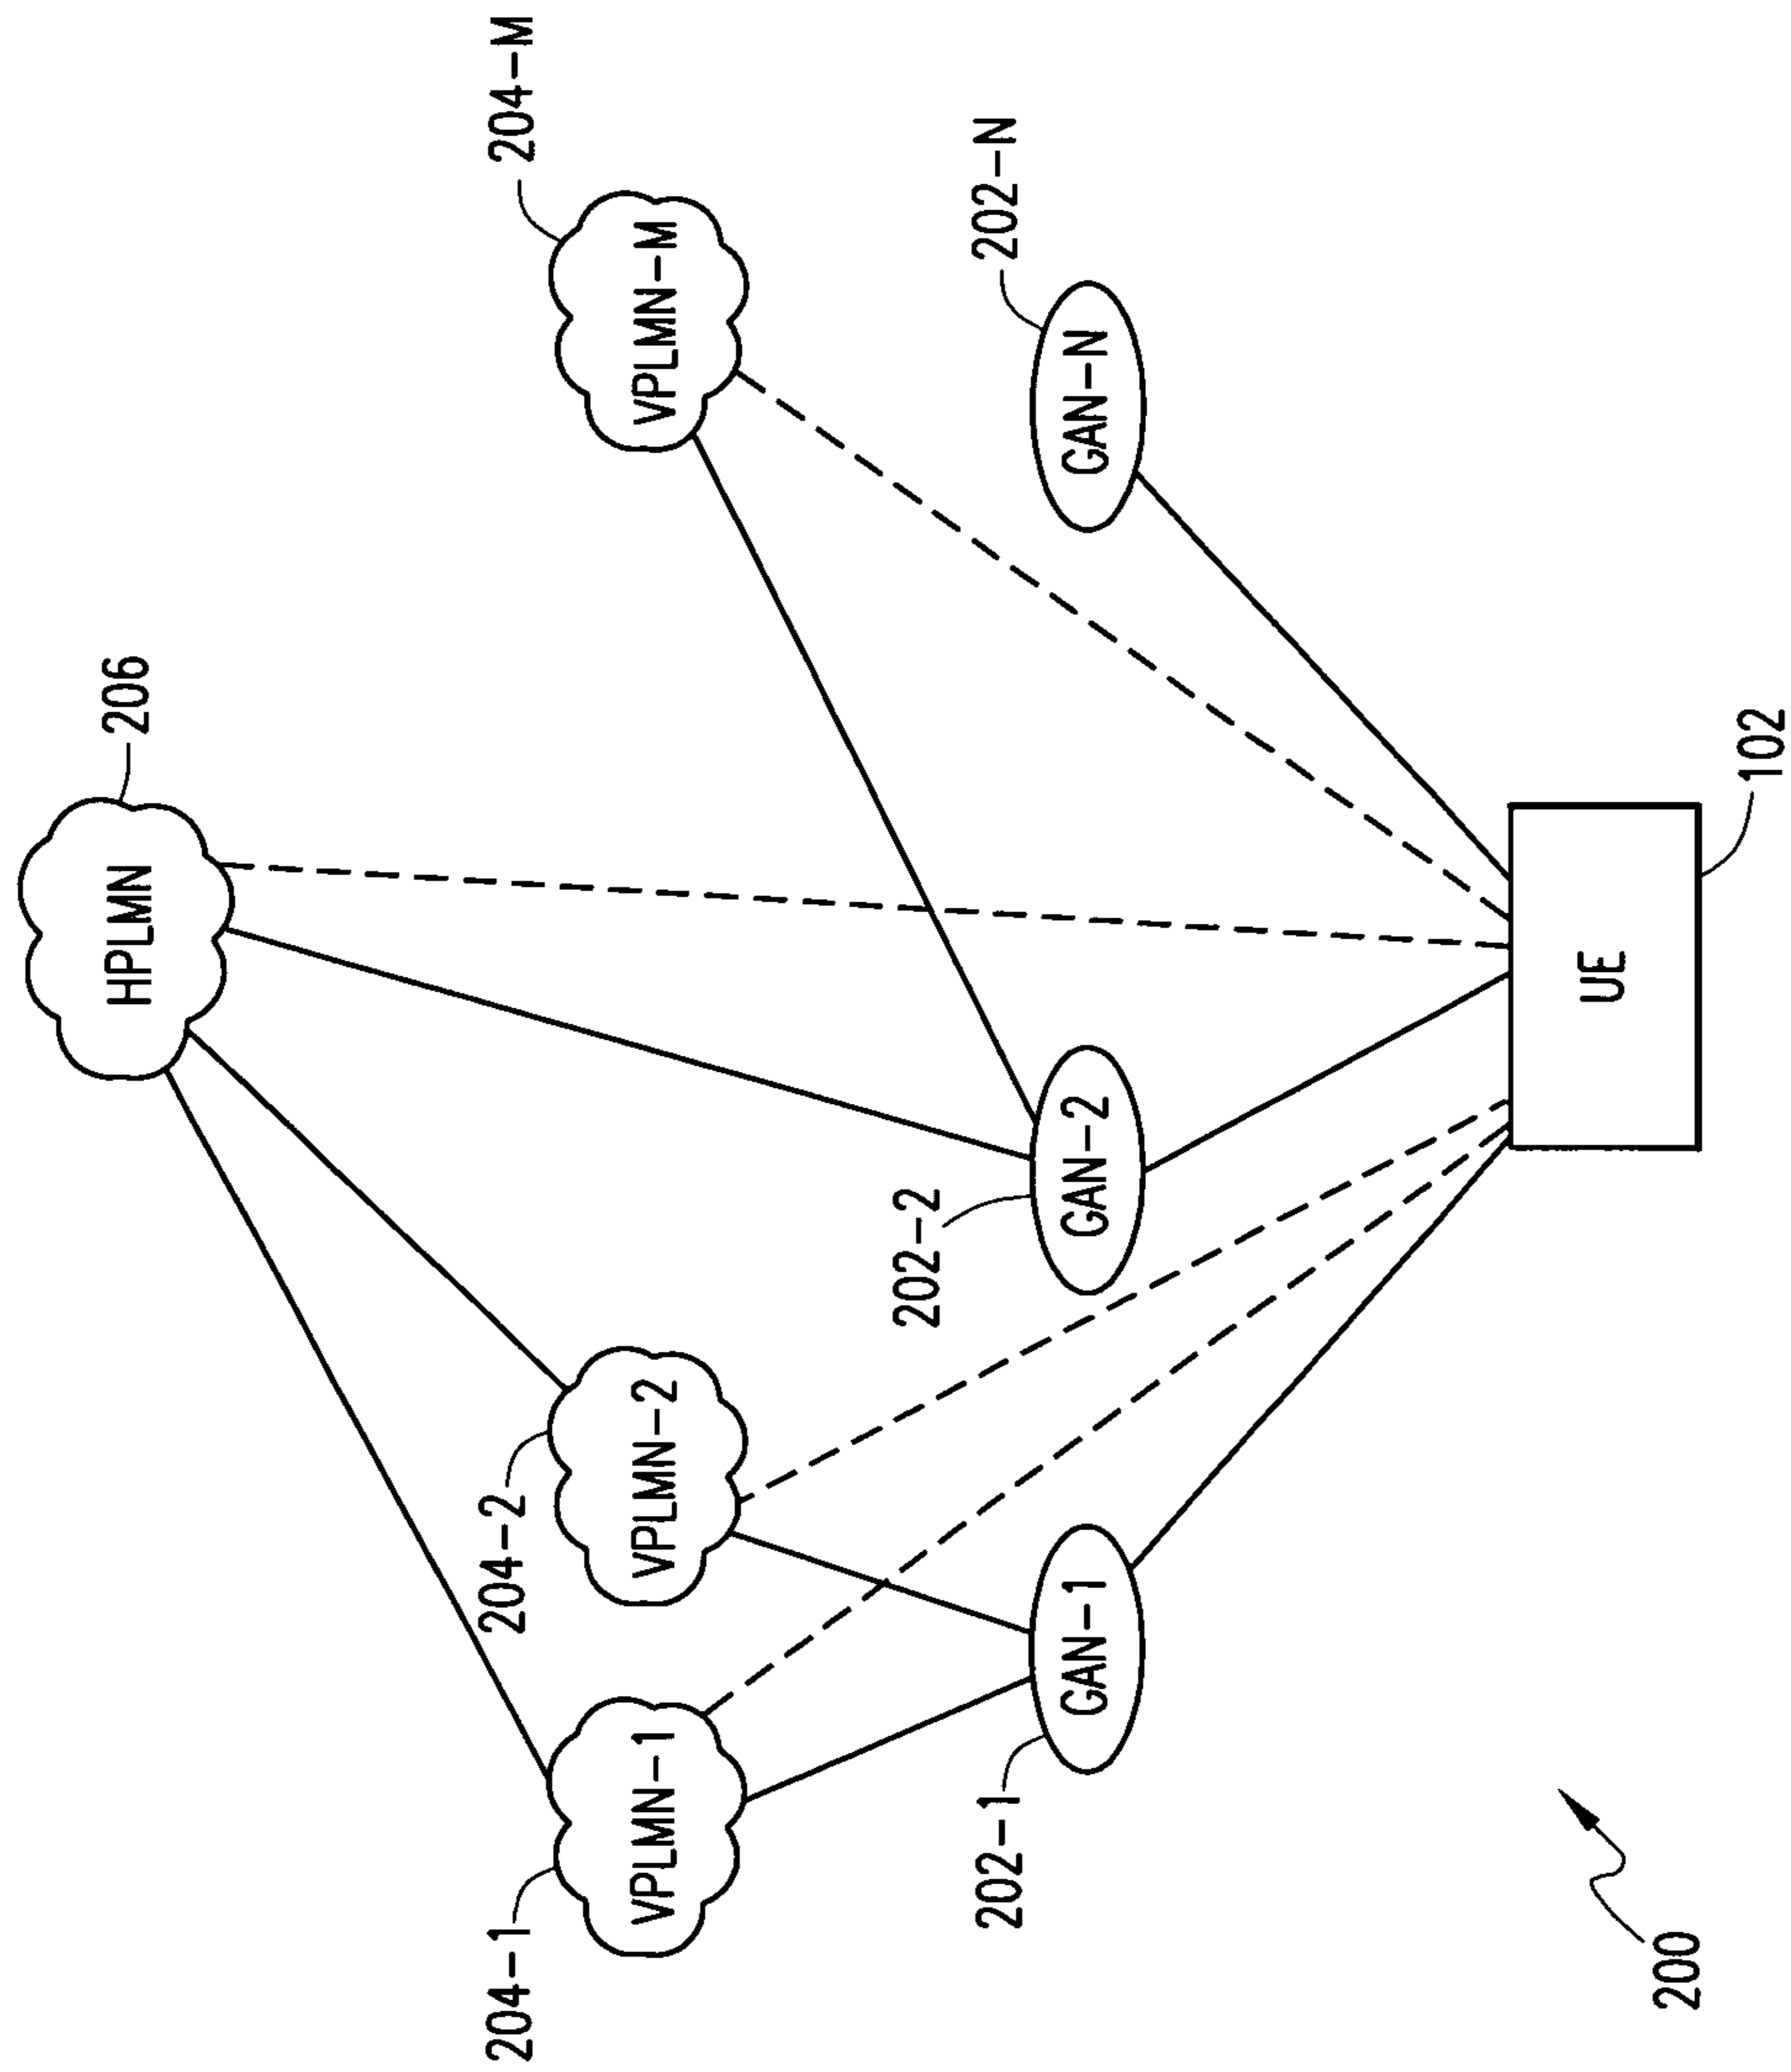 HPLMN
206
204-1
VPLMN-1
204-2
VPLMN-2
VPLMN-M
204-M
202-1
GAN-1
202-2
GAN-2
GAN-N
202-N
200
UE
102